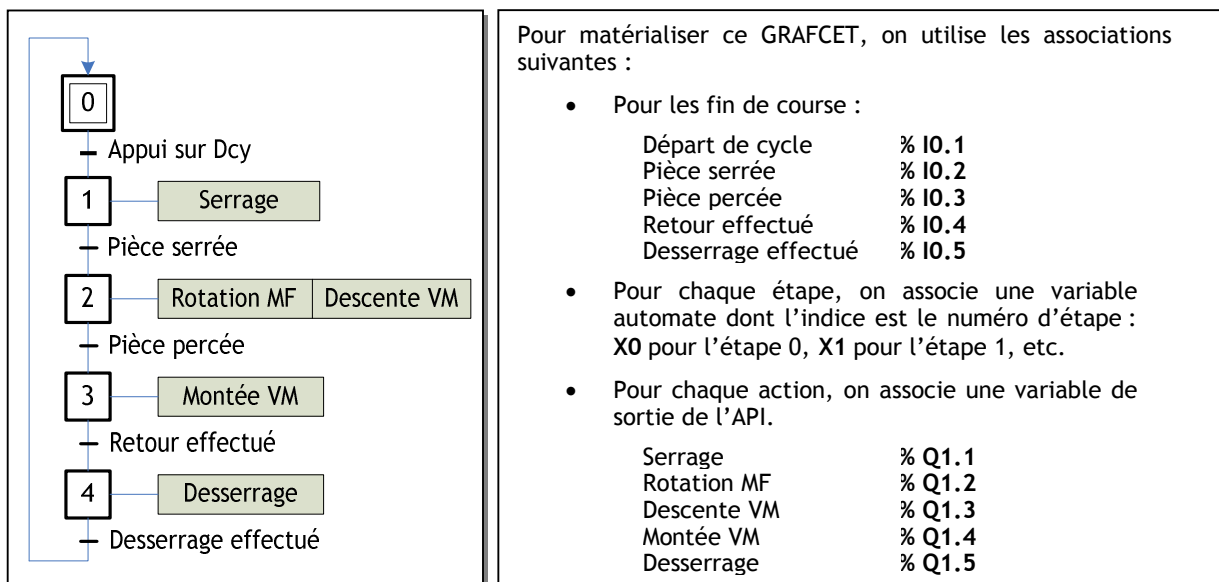 0
Appui sur Dcy
1 Serrage
Pièce serrée
2 Rotation MF Descente VM
Pièce percée
3 Montée VM
Retour effectué
4 Desserrage
Desserrage effectué
Pour matérialiser ce GRAFCET, on utilise les associations
suivantes :
• Pour les fin de course :
Départ de cycle % I0.1
Pièce serrée % I0.2
Pièce percée % I0.3
Retour effectué % I0.4
Desserrage effectué % I0.5
• Pour chaque étape, on associe une variable
automate dont l’indice est le numéro d’étape :
X0 pour l’étape 0, X1 pour l’étape 1, etc.
• Pour chaque action, on associe une variable de
sortie de l’API.
Serrage % Q1.1
Rotation MF % Q1.2
Descente VM % Q1.3
Montée VM % Q1.4
Desserrage % Q1.5